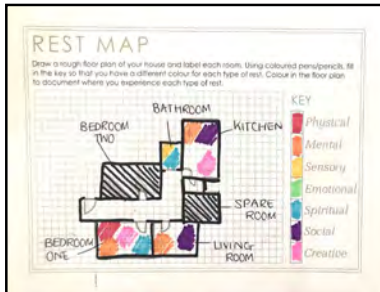 REST MAP
Draw a rough floor plan of your house and label each room. Using coloured pens/pencils, fill
in the key so that you have a different colour for each type of rest. Colour in the floor plan
to document where you experience each type of rest.
KEY
BATHROOM
KITCHEN
BEDROOM
TWO
SPARE
ROOM
BEDROOM
ONE
LIVING
ROOM
Physical
Mental
Sensory
Emotional
Spiritual
Social
Creative